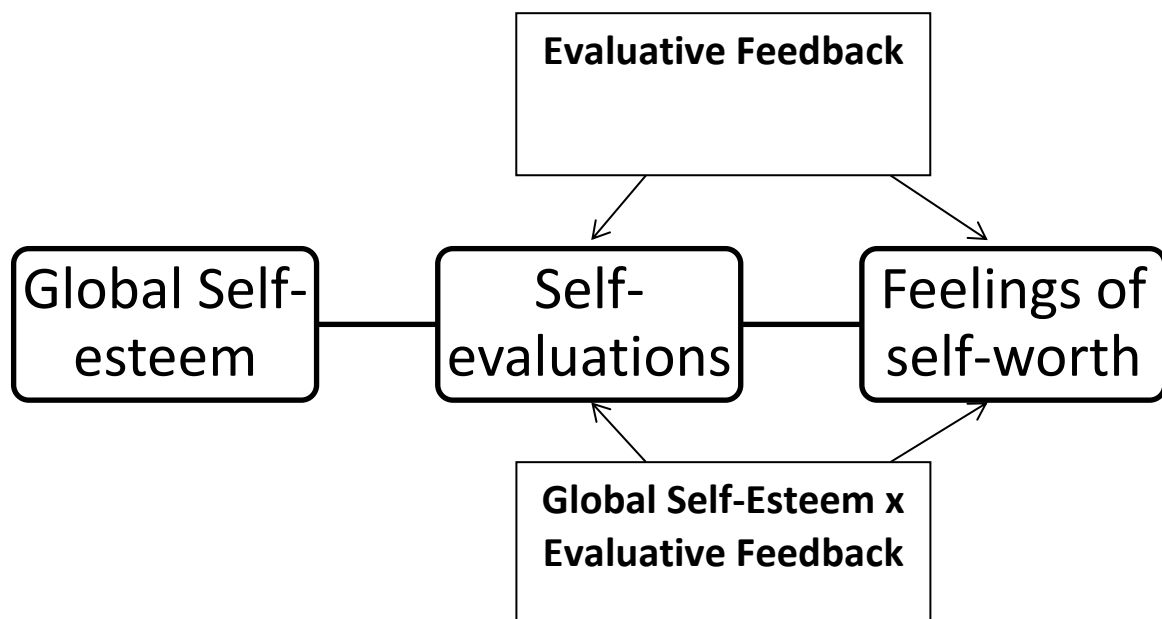 Evaluative Feedback
Global Self-
esteem
Self-
evaluations
Feelings of
self-worth
Global Self-Esteem x
Evaluative Feedback